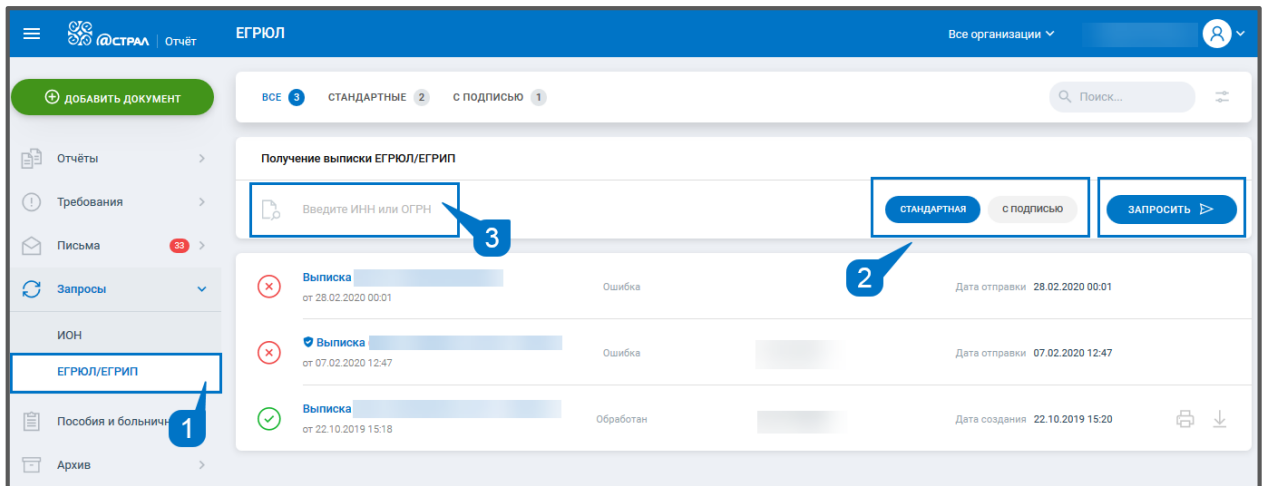 @СТРАЛ | Отчёт
ЕГРЮЛ
Все организации
ДОБАВИТЬ ДОКУМЕНТ
ВСЕ 3 СТАНДАРТНЫЕ 2 С ПОДПИСЬЮ 1
Поиск...
Отчёты
Требования
Письма 33
Запросы
ИОН
ЕГРЮЛ/ЕГРИП
1
Пособия и больничн
Архив
Получение выписки ЕГРЮЛ/ЕГРИП
Введите ИНН или ОГРН
3
СТАНДАРТНАЯ С ПОДПИСЬЮ
2
ЗАПРОСИТЬ
Выписка
от 28.02.2020 00:01
Ошибка
Дата отправки 28.02.2020 00:01
Выписка
от 07.02.2020 12:47
Ошибка
Дата отправки 07.02.2020 12:47
Выписка
от 22.10.2019 15:18
Обработан
Дата создания 22.10.2019 15:20